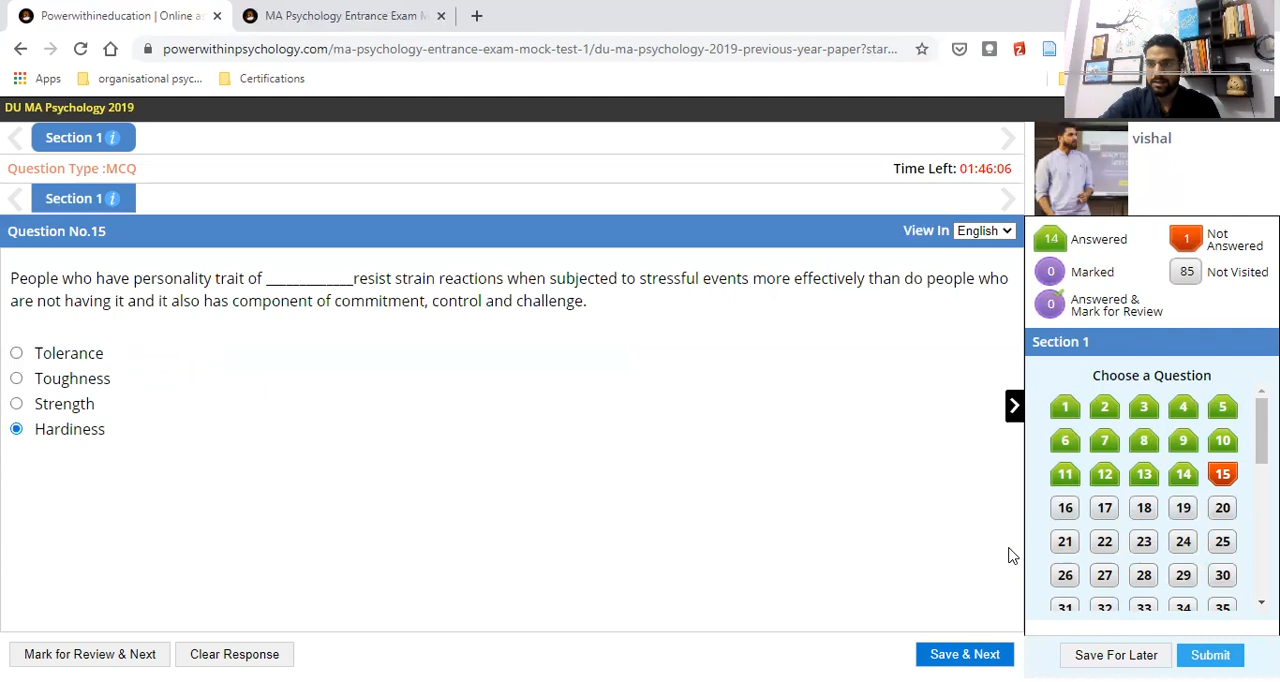 Powerwithineducation | Online a
MA Psychology Entrance Exam M
powerwithinpsychology.com/ma-psychology-entrance-exam-mock-test-1/du-ma-psychology-2019-previous-year-paper?star...
Apps
organisational psyc...
Certifications
DU MA Psychology 2019
Section 1
vishal
Question Type :MCQ
Time Left: 01:46:06
Section 1
Question No.15
View In English
14 Answered
1 Not Answered
0 Marked
85 Not Visited
0 Answered & Mark for Review
People who have personality trait of _____________resist strain reactions when subjected to stressful events more effectively than do people who
are not having it and it also has component of commitment, control and challenge.
Tolerance
Toughness
Strength
Hardiness
Section 1
Choose a Question
1 2 3 4 5
6 7 8 9 10
11 12 13 14 15
16 17 18 19 20
21 22 23 24 25
26 27 28 29 30
31 32 33 34 35
Mark for Review & Next
Clear Response
Save & Next
Save For Later
Submit